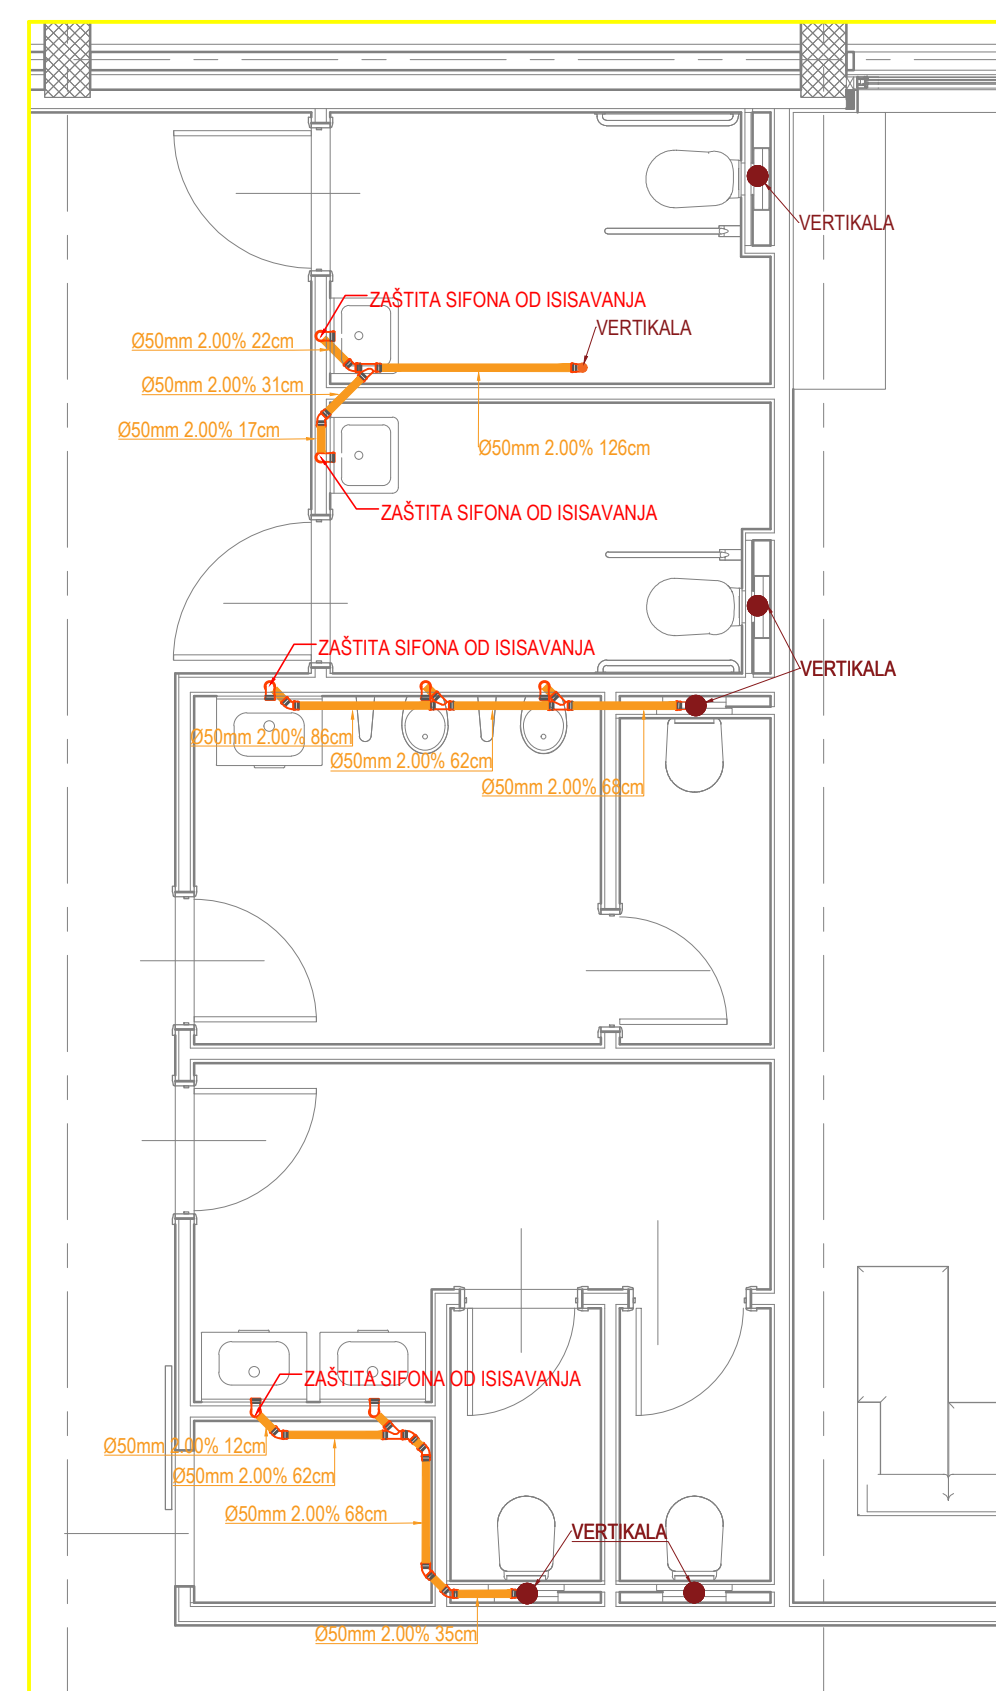 VERTIKALA
ZAŠTITA SIFONA OD ISISAVANJA
VERTIKALA
Ø50mm 2.00% 22cm
Ø50mm 2.00% 31cm
Ø50mm 2.00% 17cm
Ø50mm 2.00% 126cm
ZAŠTITA SIFONA OD ISISAVANJA
ZAŠTITA SIFONA OD ISISAVANJA
VERTIKALA
Ø50mm 2.00% 86cm
Ø50mm 2.00% 62cm
Ø50mm 2.00% 68cm
ZAŠTITA SIFONA OD ISISAVANJA
Ø50mm 2.00% 12cm
Ø50mm 2.00% 62cm
Ø50mm 2.00% 68cm
VERTIKALA
Ø50mm 2.00% 35cm